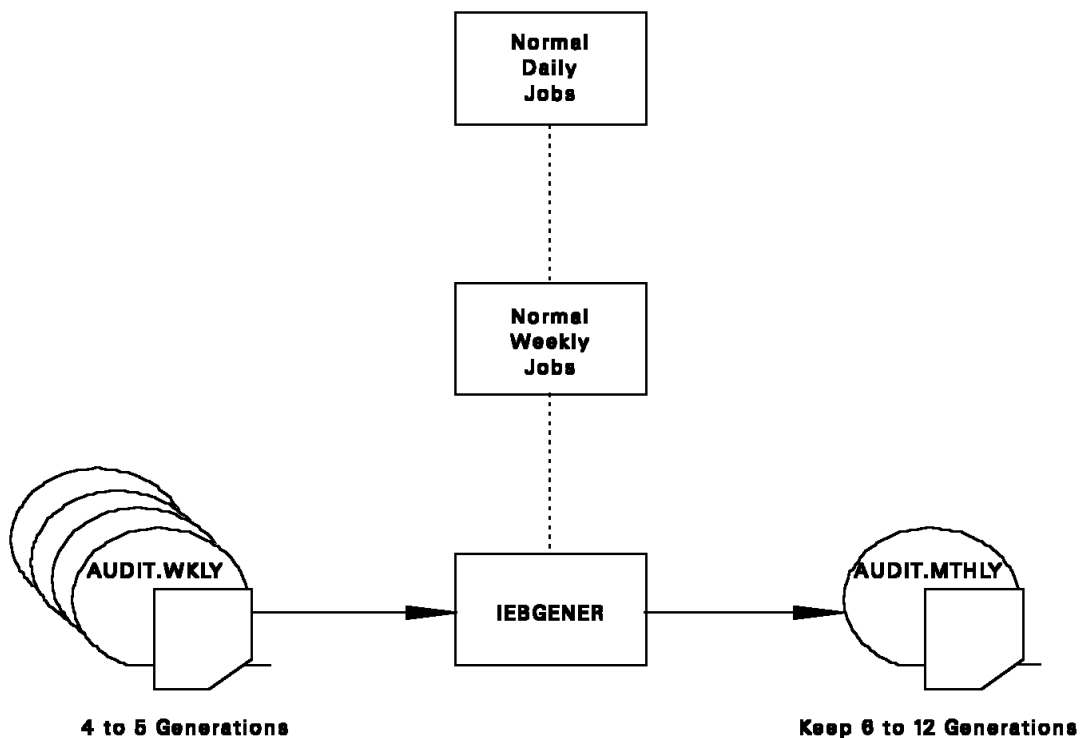 Normal
Daily
Jobs
Normal
Weekly
Jobs
AUDIT.WKLY
IEBGENER
AUDIT.MTHLY
4 to 5 Generations
Keep 6 to 12 Generations